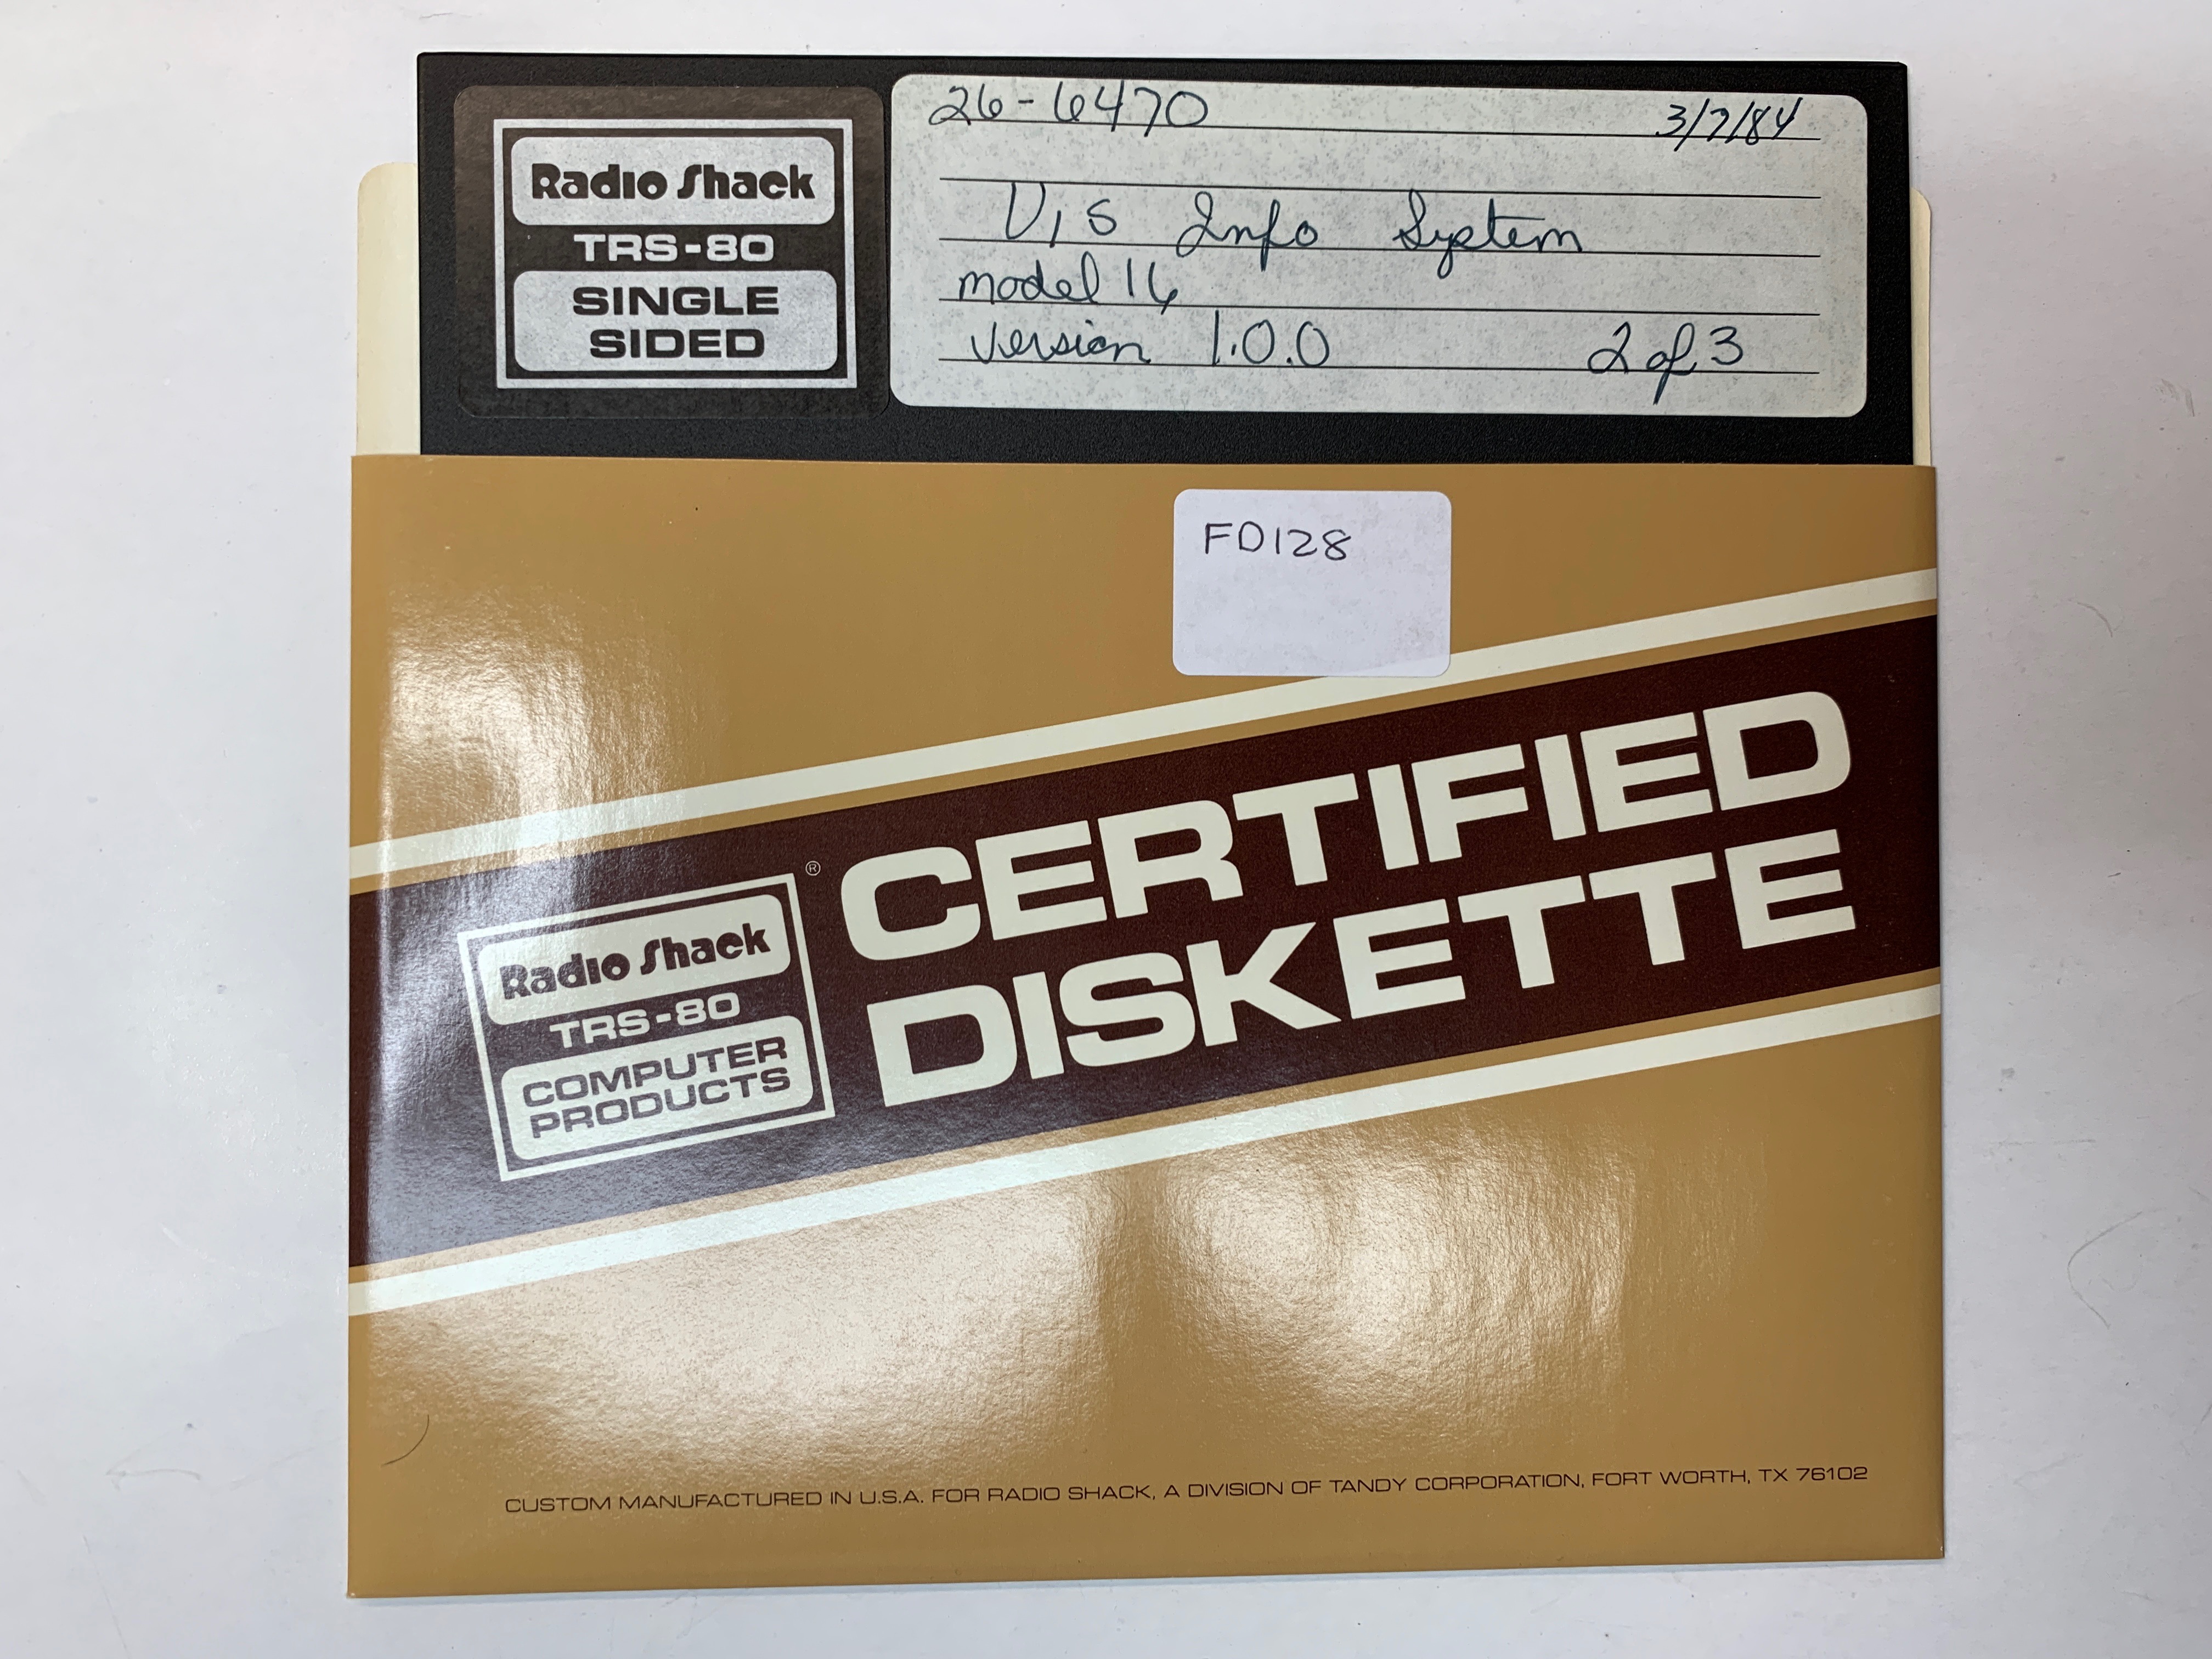 26-6470 3/7/84
Radio Shack
TRS-80
SINGLE
SIDED
Vis Info System
model 16
version 1.0.0 2 of 3
FD128
CERTIFIED
DISKETTE
®
Radio Shack
TRS-80
COMPUTER
PRODUCTS
CUSTOM MANUFACTURED IN U.S.A. FOR RADIO SHACK, A DIVISION OF TANDY CORPORATION, FORT WORTH, TX 76102